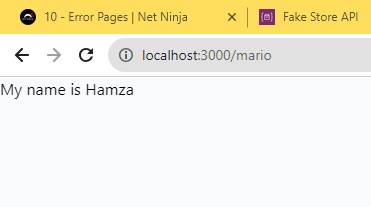 10 - Error Pages | Net Ninja
Fake Store API
localhost:3000/mario
My name is Hamza